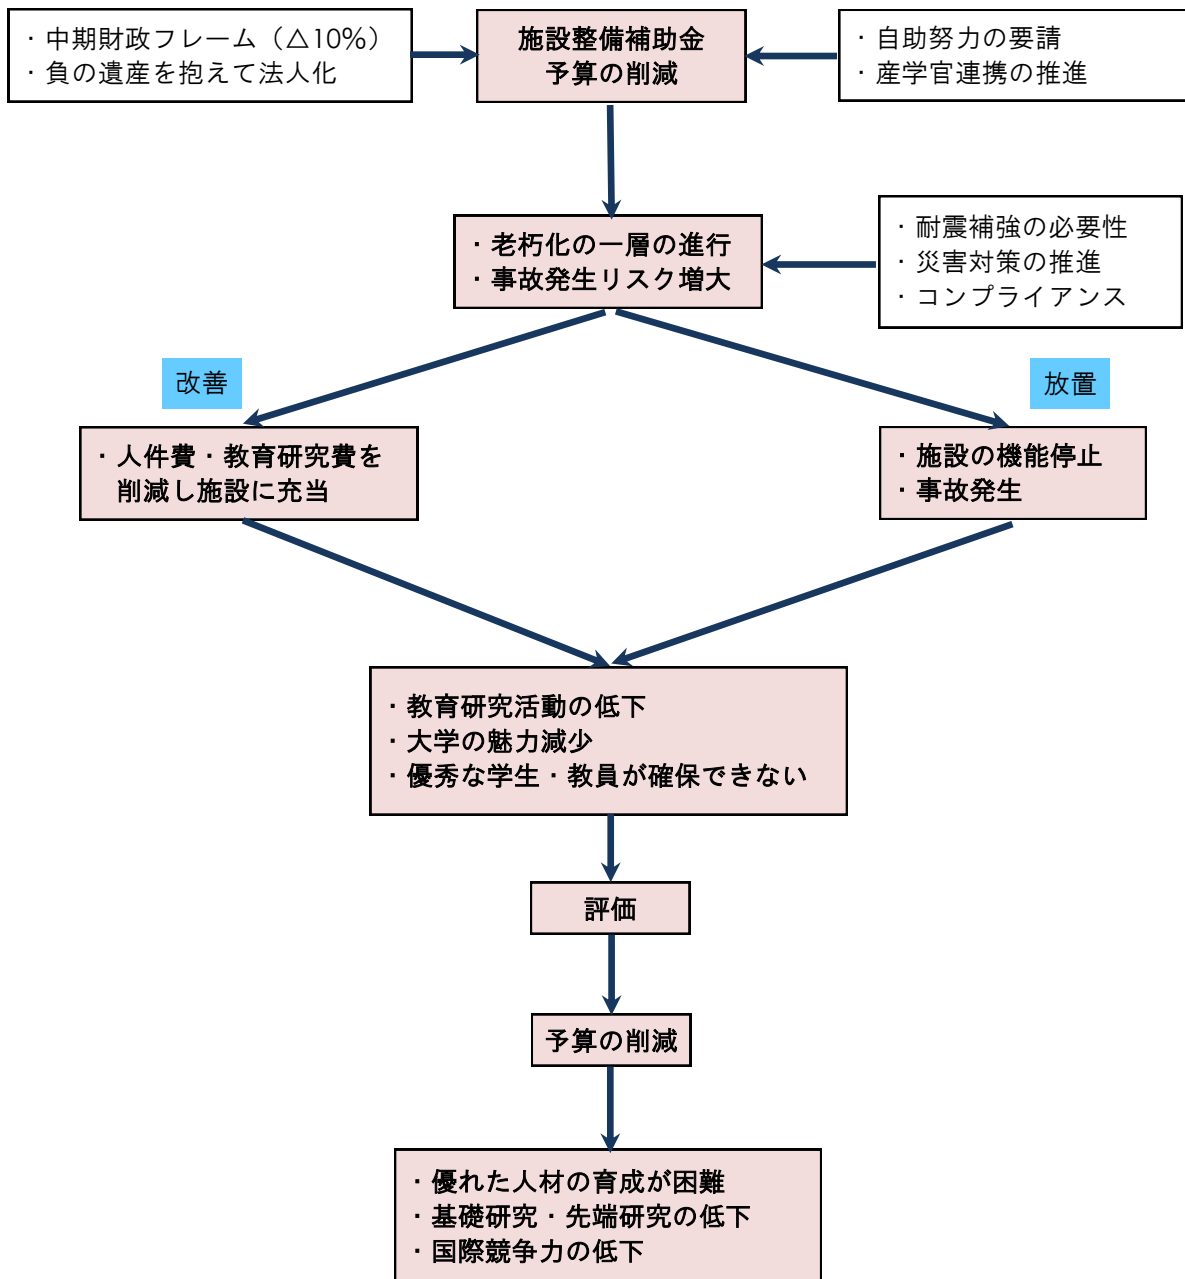 ・中期財政フレーム（△10%）
・負の遺産を抱えて法人化
施設整備補助金
予算の削減
・自助努力の要請
・産学官連携の推進
・老朽化の一層の進行
・事故発生リスク増大
・耐震補強の必要性
・災害対策の推進
・コンプライアンス
改善
放置
・人件費・教育研究費を
削減し施設に充当
・施設の機能停止
・事故発生
・教育研究活動の低下
・大学の魅力減少
・優秀な学生・教員が確保できない
評価
予算の削減
・優れた人材の育成が困難
・基礎研究・先端研究の低下
・国際競争力の低下